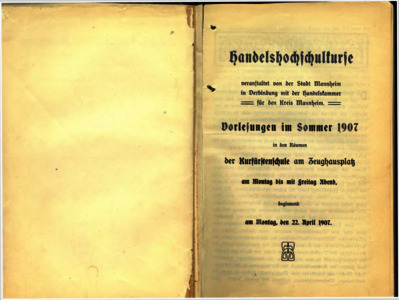 Handelshochschulkurse
veranstaltet von der Stadt Mannheim
in Verbindung mit der Handelskammer
für den Kreis Mannheim.
Vorlesungen im Sommer 1907
in den Räumen
der Kurfürstenschule am Zeughausplatz
am Montag bis mit Freitag Abend,
beginnend
am Montag, den 22. April 1907.